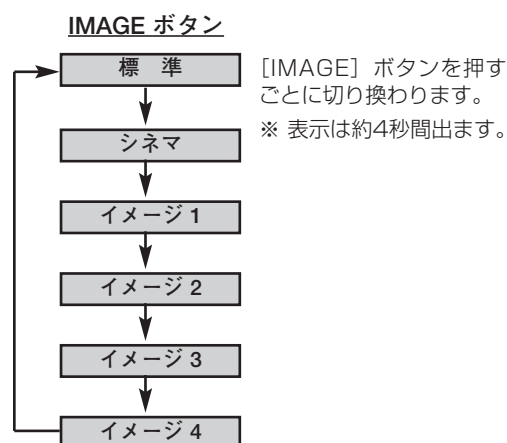 IMAGE ボタン
標 準
シネマ
イメージ 1
イメージ 2
イメージ 3
イメージ 4
［IMAGE］ボタンを押す
ごとに切り換わります。
※ 表示は約4秒間出ます。